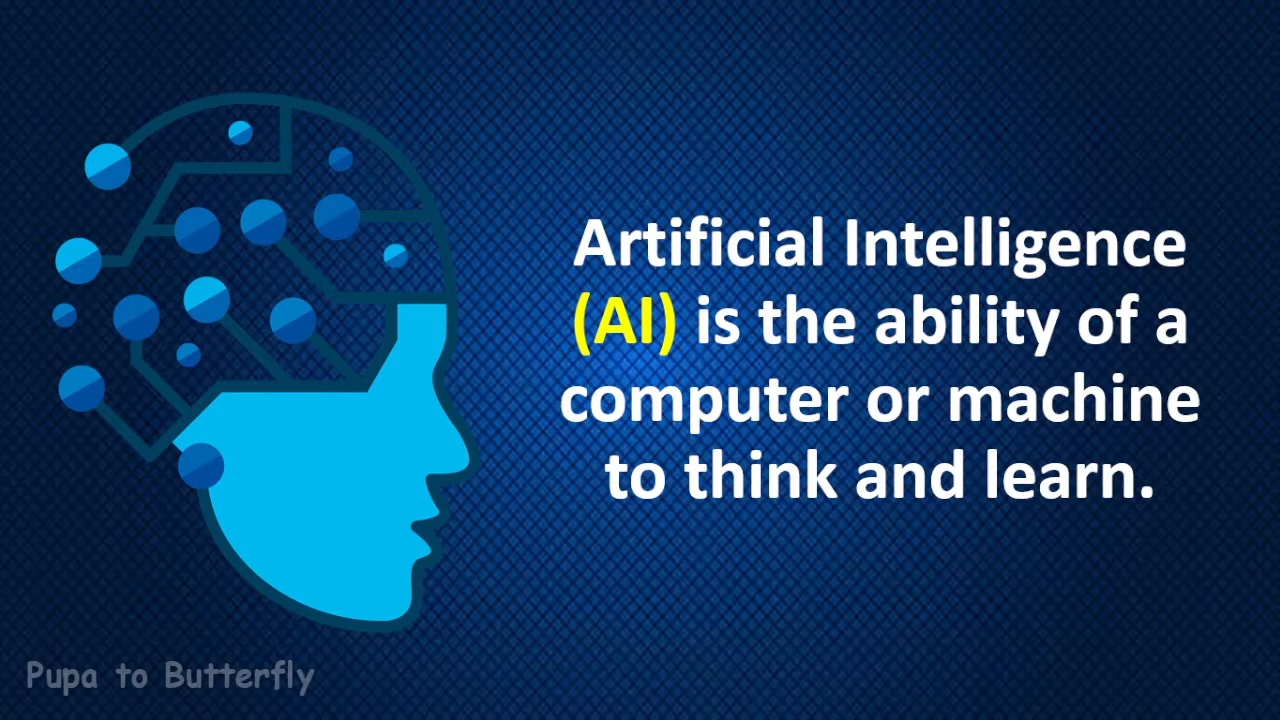 Artificial Intelligence
(AI) is the ability of a
computer or machine
to think and learn.
Pupa to Butterfly